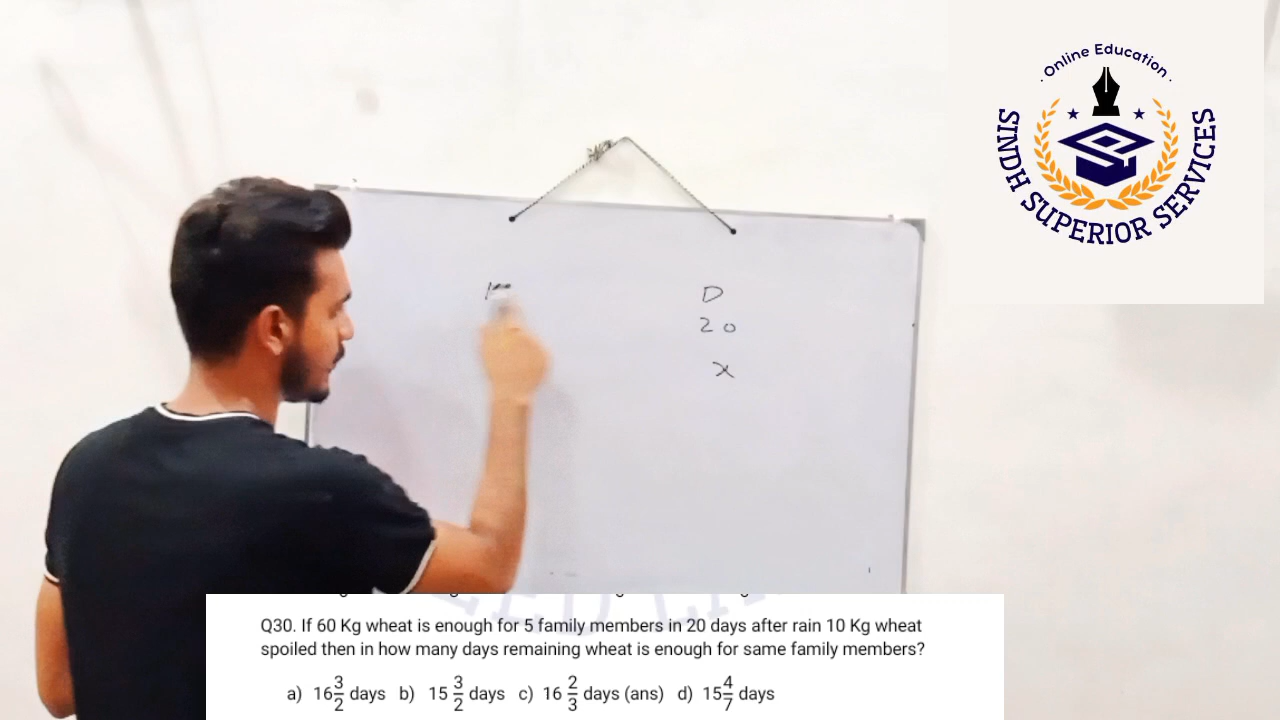 Online Education
SINDH SUPERIOR SERVICES
D
20
x
Q30. If 60 Kg wheat is enough for 5 family members in 20 days after rain 10 Kg wheat
spoiled then in how many days remaining wheat is enough for same family members?
a) 16 3/2 days b) 15 3/2 days c) 16 2/3 days (ans) d) 15 4/7 days